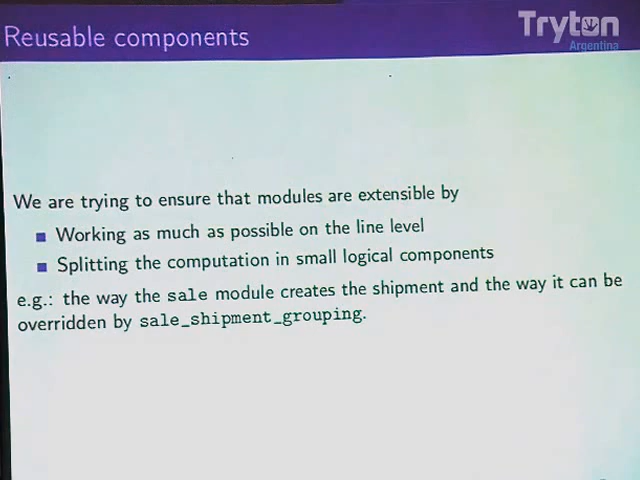 Reusable components
Tryton
Argentina
We are trying to ensure that modules are extensible by
Working as much as possible on the line level
Splitting the computation in small logical components
e.g.: the way the sale module creates the shipment and the way it can be
overridden by sale_shipment_grouping.